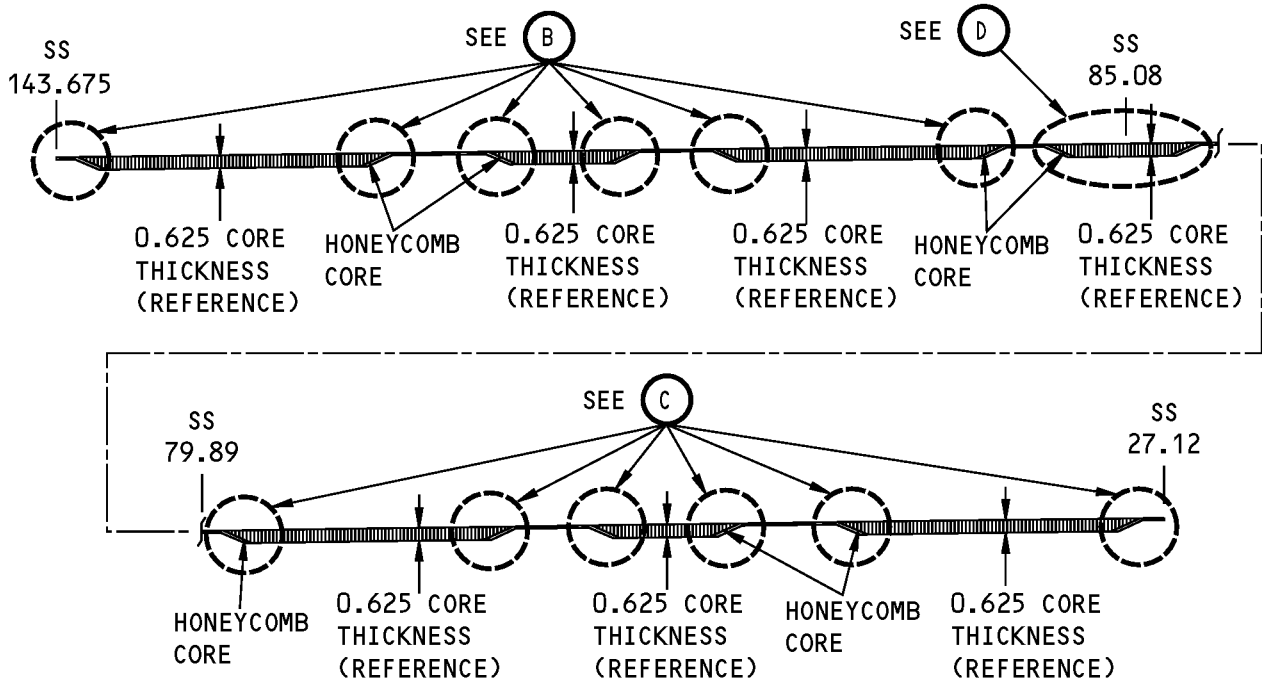 SEE B
SEE D
SS
143.675
SS
85.08
0.625 CORE
THICKNESS
(REFERENCE)
HONEYCOMB
CORE
0.625 CORE
THICKNESS
(REFERENCE)
0.625 CORE
THICKNESS
(REFERENCE)
HONEYCOMB
CORE
0.625 CORE
THICKNESS
(REFERENCE)
SEE C
SS
79.89
SS
27.12
HONEYCOMB
CORE
0.625 CORE
THICKNESS
(REFERENCE)
0.625 CORE
THICKNESS
(REFERENCE)
HONEYCOMB
CORE
0.625 CORE
THICKNESS
(REFERENCE)